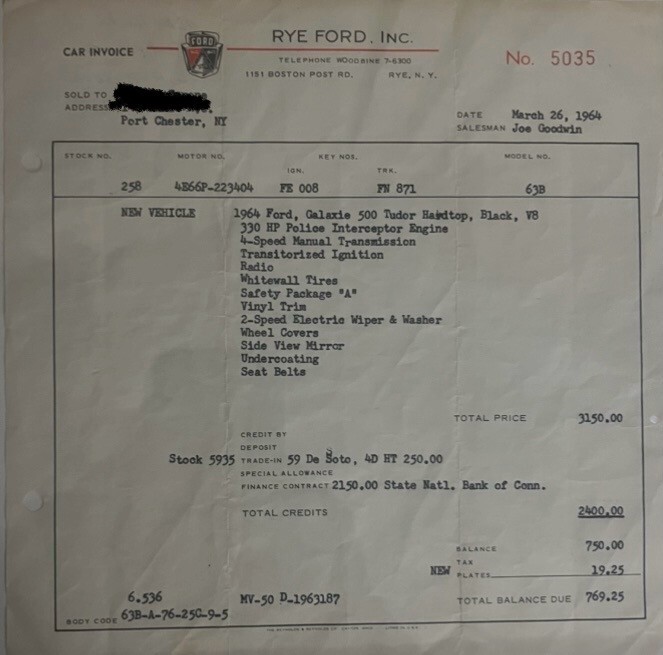 RYE FORD, INC.
CAR INVOICE
FORD
TELEPHONE WOODBINE 7-6300
No. 5035
1151 BOSTON POST RD. RYE, N. Y.
SOLD TO
ADDRESS
Port Chester, NY
DATE March 26, 1964
SALESMAN Joe Goodwin
STOCK NO. MOTOR NO. KEY NOS. MODEL NO.
IGN. TRK.
258 4E66P-223404 FE 008 FN 871 63B
NEW VEHICLE 1964 Ford, Galaxie 500 Tudor Hardtop, Black, V8
330 HP Police Interceptor Engine
4-Speed Manual Transmission
Transitorized Ignition
Radio
Whitewall Tires
Safety Package "A"
Vinyl Trim
2-Speed Electric Wiper & Washer
Wheel Covers
Side View Mirror
Undercoating
Seat Belts
TOTAL PRICE 3150.00
CREDIT BY
DEPOSIT
Stock 5935 TRADE-IN 59 De Soto, 4D HT 250.00
SPECIAL ALLOWANCE
FINANCE CONTRACT 2150.00 State Natl. Bank of Conn.
TOTAL CREDITS 2400.00
BALANCE 750.00
TAX
NEW PLATES 19.25
6.536 MV-50 D-1963187 TOTAL BALANCE DUE 769.25
BODY CODE 63B-A-76-25C-9-5